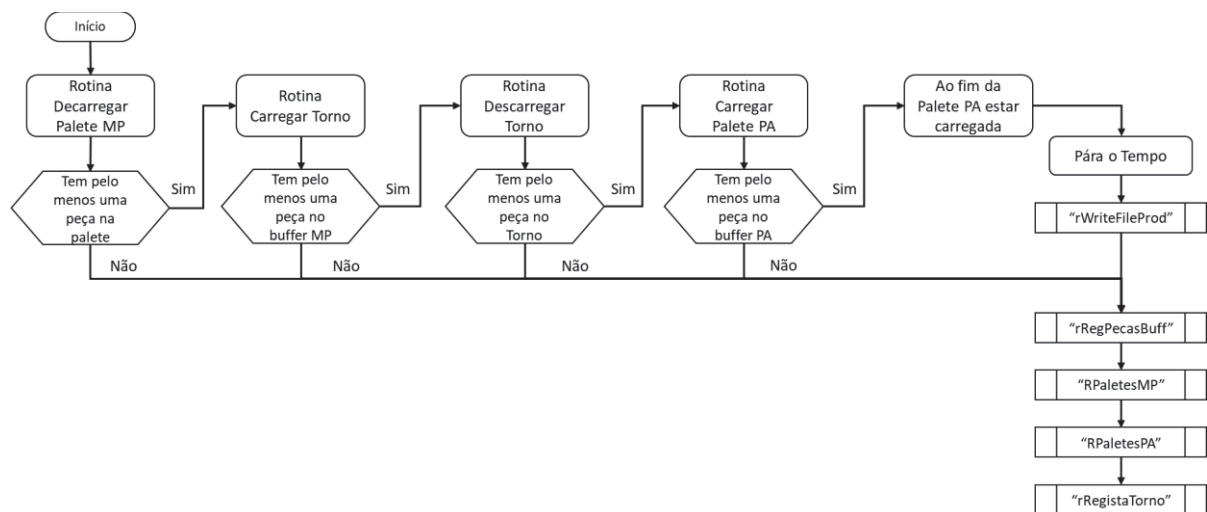 Início
Rotina
Decarregar
Palete MP
Rotina
Carregar Torno
Rotina
Descarregar
Torno
Rotina
Carregar
Palete PA
Ao fim da
Palete PA estar
carregada
Pára o Tempo
Tem pelo
menos uma
peça na
palete
Sim
Tem pelo
menos uma
peça no
buffer MP
Sim
Tem pelo
menos uma
peça no
Torno
Sim
Tem pelo
menos uma
peça no
buffer PA
Sim
“rWriteFileProd”
Não
Não
Não
Não
“rRegPecasBuff”
“RPaletesMP”
“RPaletesPA”
“rRegistaTorno”